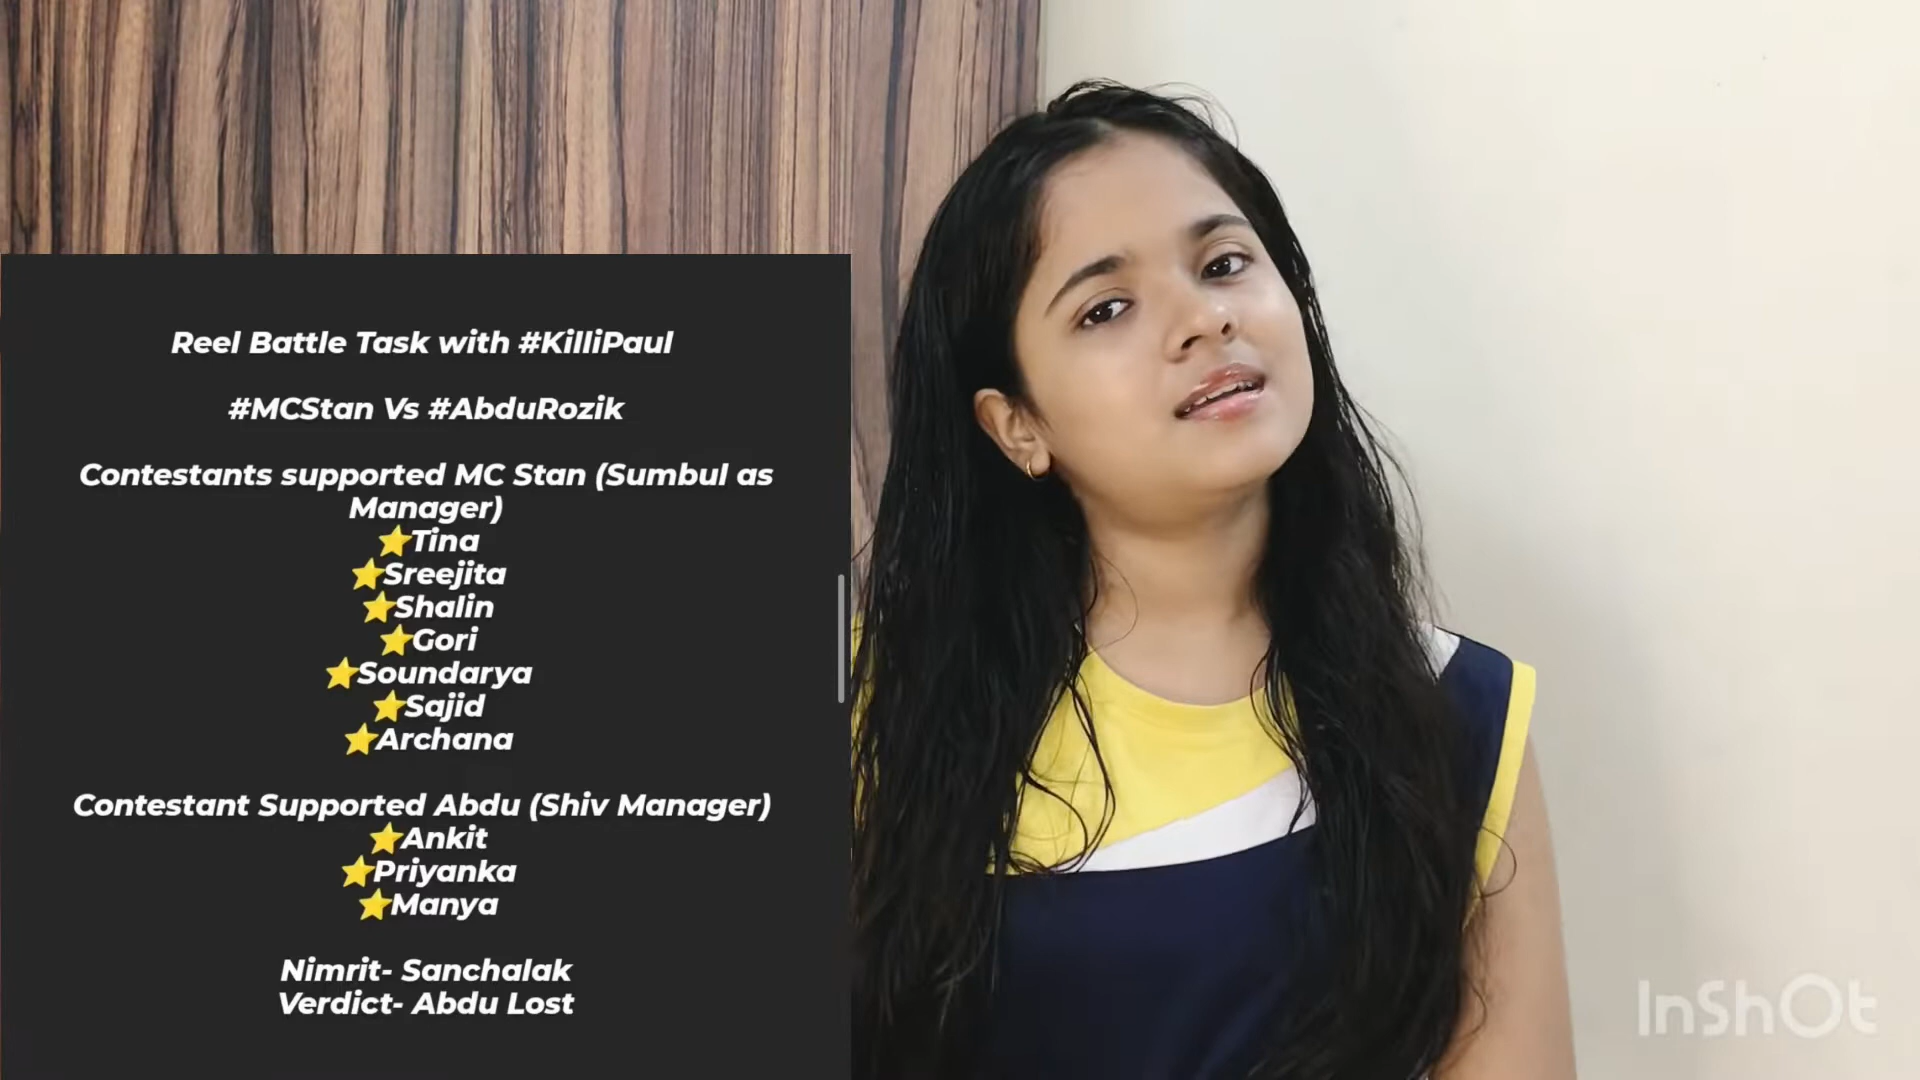 Reel Battle Task with #KilliPaul
#MCStan Vs #AbduRozik
Contestants supported MC Stan (Sumbul as
Manager)
⭐Tina
⭐Sreejita
⭐Shalin
⭐Gori
⭐Soundarya
⭐Sajid
⭐Archana
Contestant Supported Abdu (Shiv Manager)
⭐Ankit
⭐Priyanka
⭐Manya
Nimrit- Sanchalak
Verdict- Abdu Lost
InShOt